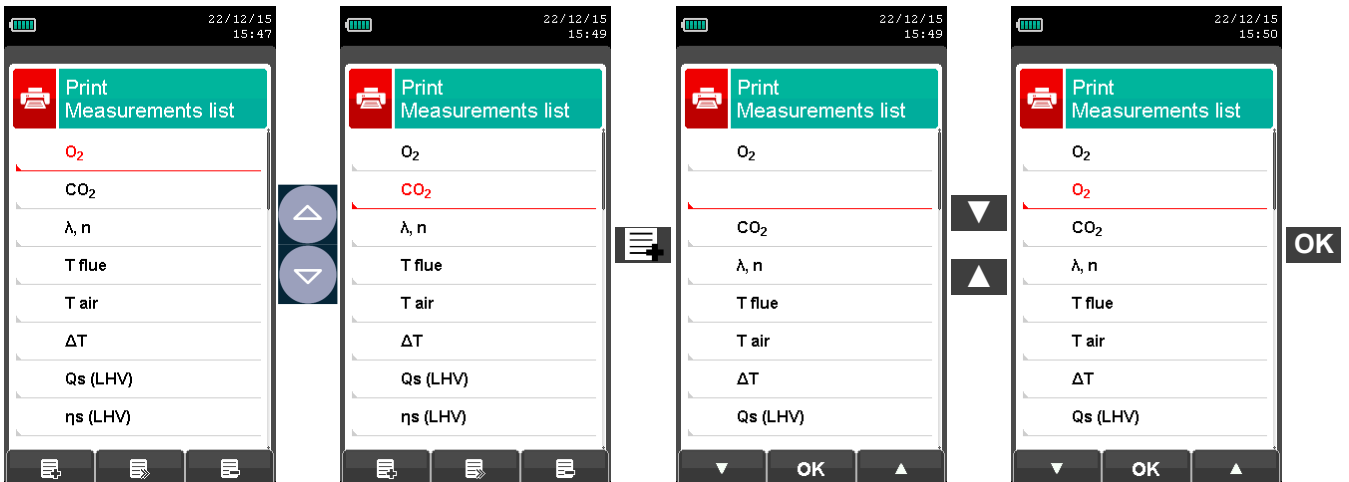 22/12/15
15:47
Print
Measurements list
O₂
CO₂
λ, n
T flue
T air
ΔT
Qs (LHV)
ηs (LHV)
22/12/15
15:49
Print
Measurements list
O₂
CO₂
λ, n
T flue
T air
ΔT
Qs (LHV)
ηs (LHV)
22/12/15
15:49
Print
Measurements list
O₂
CO₂
λ, n
T flue
T air
ΔT
Qs (LHV)
OK
22/12/15
15:50
Print
Measurements list
O₂
O₂
CO₂
λ, n
T flue
T air
ΔT
Qs (LHV)
OK
OK